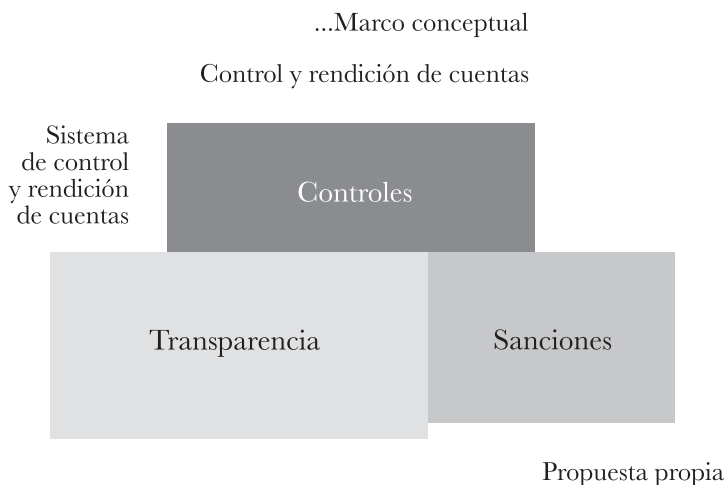 ...Marco conceptual
Control y rendición de cuentas
Sistema
de control
y rendición
de cuentas
Controles
Transparencia
Sanciones
Propuesta propia